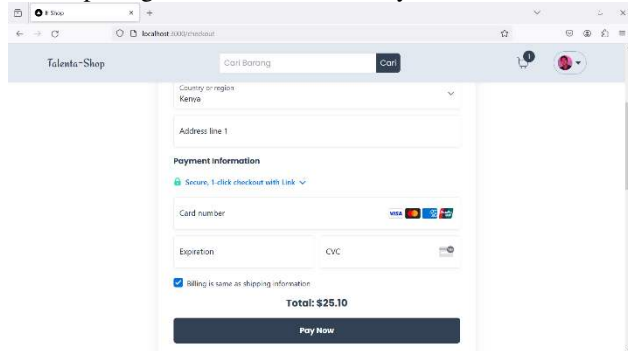 Shop
localhost:3000/checkout
Talenta-Shop
Cari Barang
Cari
1
Country or region
Kenya
Address line 1
Payment Information
Secure, 1-click checkout with Link
Card number
VISA
Expiration
CVC
Billing is same as shipping information
Total: $25.10
Pay Now